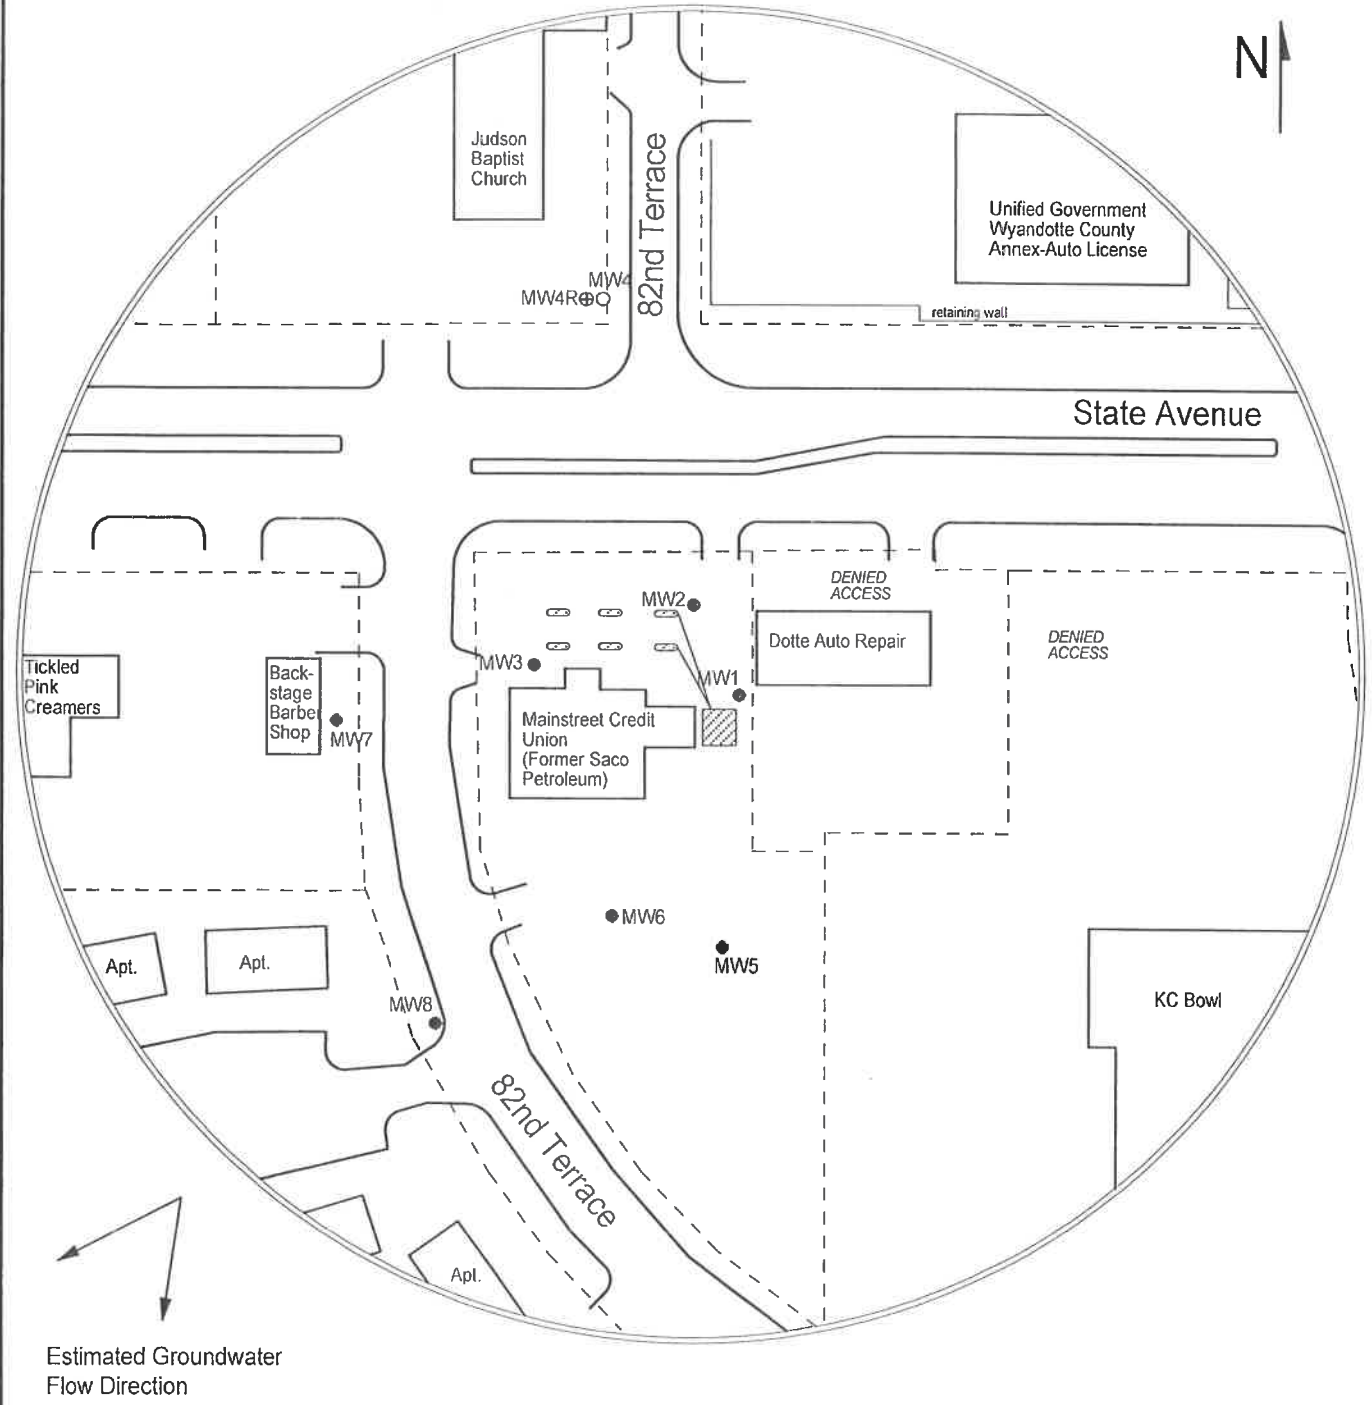 N
Judson
Baptist
Church
82nd Terrace
Unified Government
Wyandotte County
Annex-Auto License
MW4
MW4R
retaining wall
State Avenue
DENIED
ACCESS
MW2
Dotte Auto Repair
DENIED
ACCESS
MW3
Tickled
Pink
Creamers
Back-
stage
Barber
Shop
MW1
Mainstreet Credit
Union
(Former Saco
Petroleum)
MW7
MW6
Apt.
Apt.
MW5
MW8
KC Bowl
82nd Terrace
Apt.
Estimated Groundwater
Flow Direction